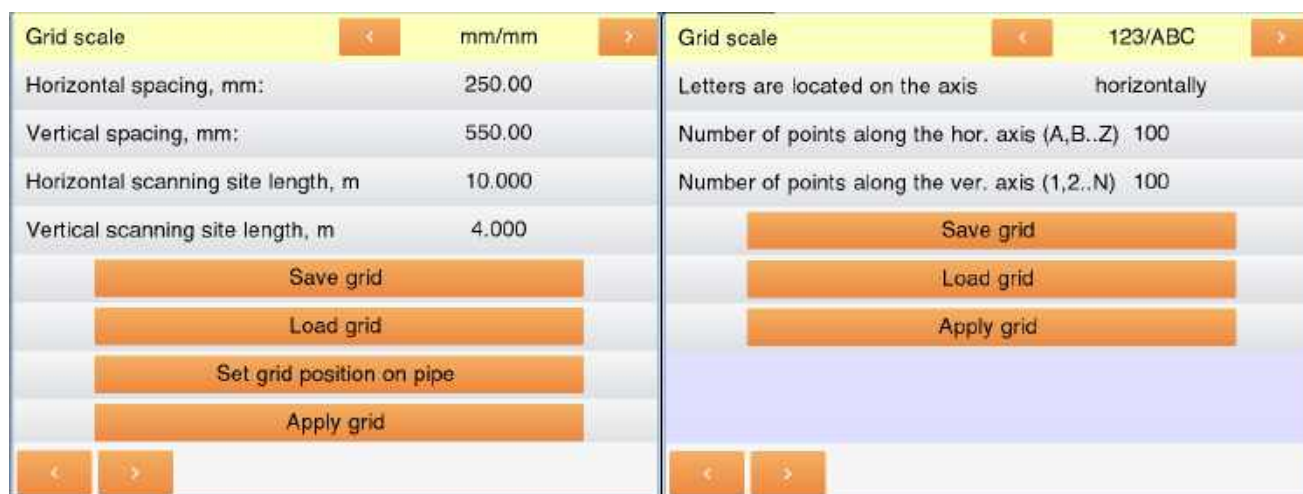 Grid scale < mm/mm >
Horizontal spacing, mm: 250.00
Vertical spacing, mm: 550.00
Horizontal scanning site length, m 10.000
Vertical scanning site length, m 4.000
Save grid
Load grid
Set grid position on pipe
Apply grid
< >
Grid scale < 123/ABC >
Letters are located on the axis horizontally
Number of points along the hor. axis (A,B..Z) 100
Number of points along the ver. axis (1,2..N) 100
Save grid
Load grid
Apply grid
< >